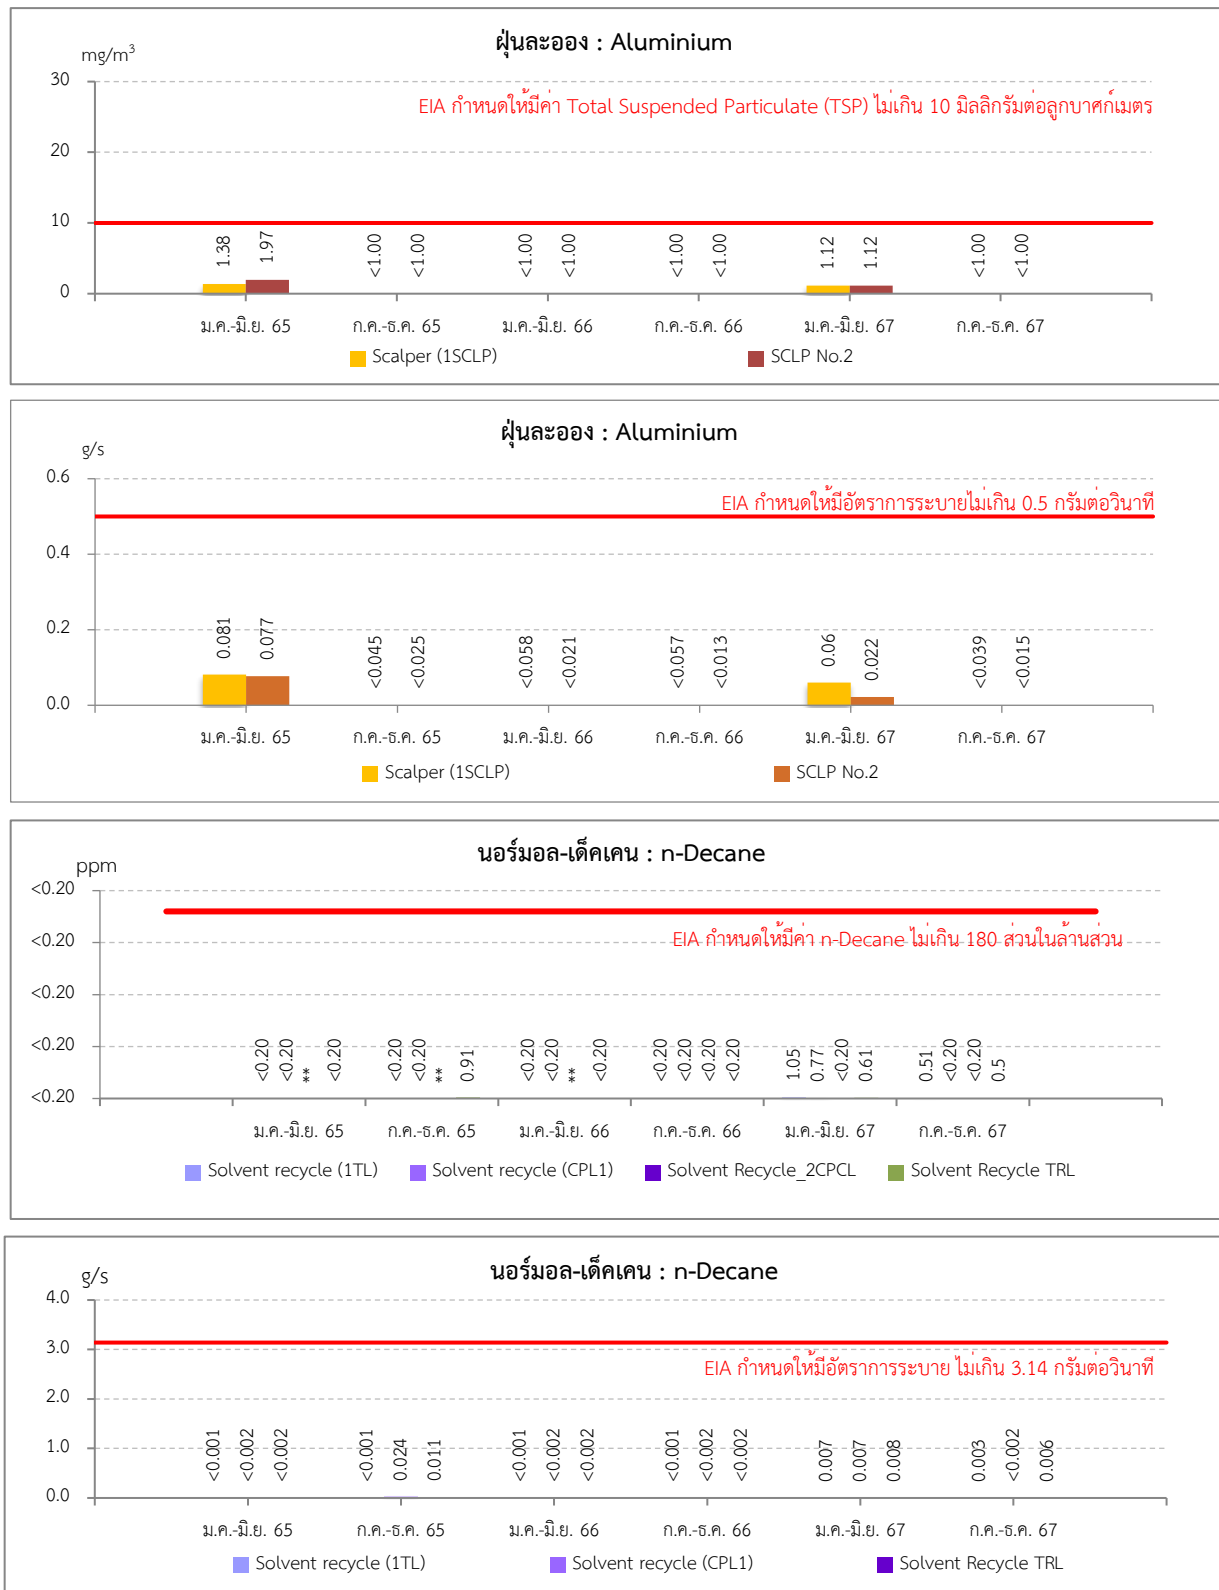 ฝุ่นละออง : Aluminium
mg/m³
30
EIA กำหนดให้มีค่า Total Suspended Particulate (TSP) ไม่เกิน 10 มิลลิกรัมต่อลูกบาศก์เมตร
20
10
1.38 1.97 <1.00 <1.00 <1.00 <1.00 <1.00 <1.00 1.12 1.12 <1.00 <1.00
0
ม.ค.-มิ.ย. 65 ก.ค.-ธ.ค. 65 ม.ค.-มิ.ย. 66 ก.ค.-ธ.ค. 66 ม.ค.-มิ.ย. 67 ก.ค.-ธ.ค. 67
Scalper (1SCLP) SCLP No.2
ฝุ่นละออง : Aluminium
g/s
0.6
EIA กำหนดให้มีอัตราการระบายไม่เกิน 0.5 กรัมต่อวินาที
0.4
0.2
0.081 0.077 <0.045 <0.025 <0.058 <0.021 <0.057 <0.013 0.06 0.022 <0.039 <0.015
0.0
ม.ค.-มิ.ย. 65 ก.ค.-ธ.ค. 65 ม.ค.-มิ.ย. 66 ก.ค.-ธ.ค. 66 ม.ค.-มิ.ย. 67 ก.ค.-ธ.ค. 67
Scalper (1SCLP) SCLP No.2
นอร์มอล-เด็คเคน : n-Decane
ppm
<0.20
<0.20
EIA กำหนดให้มีค่า n-Decane ไม่เกิน 180 ส่วนในล้านส่วน
<0.20
<0.20
<0.20 <0.20 ** <0.20 <0.20 <0.20 ** 0.91 <0.20 <0.20 ** <0.20 <0.20 <0.20 <0.20 <0.20 1.05 0.77 <0.20 0.61 0.51 <0.20 <0.20 0.5
<0.20
ม.ค.-มิ.ย. 65 ก.ค.-ธ.ค. 65 ม.ค.-มิ.ย. 66 ก.ค.-ธ.ค. 66 ม.ค.-มิ.ย. 67 ก.ค.-ธ.ค. 67
Solvent recycle (1TL) Solvent recycle (CPL1) Solvent Recycle_2CPCL Solvent Recycle TRL
นอร์มอล-เด็คเคน : n-Decane
g/s
4.0
3.0
EIA กำหนดให้มีอัตราการระบาย ไม่เกิน 3.14 กรัมต่อวินาที
2.0
1.0
<0.001 <0.002 <0.002 <0.001 0.024 0.011 <0.001 <0.002 <0.002 <0.001 <0.002 <0.002 0.007 0.007 0.008 0.003 <0.002 0.006
0.0
ม.ค.-มิ.ย. 65 ก.ค.-ธ.ค. 65 ม.ค.-มิ.ย. 66 ก.ค.-ธ.ค. 66 ม.ค.-มิ.ย. 67 ก.ค.-ธ.ค. 67
Solvent recycle (1TL) Solvent recycle (CPL1) Solvent Recycle TRL